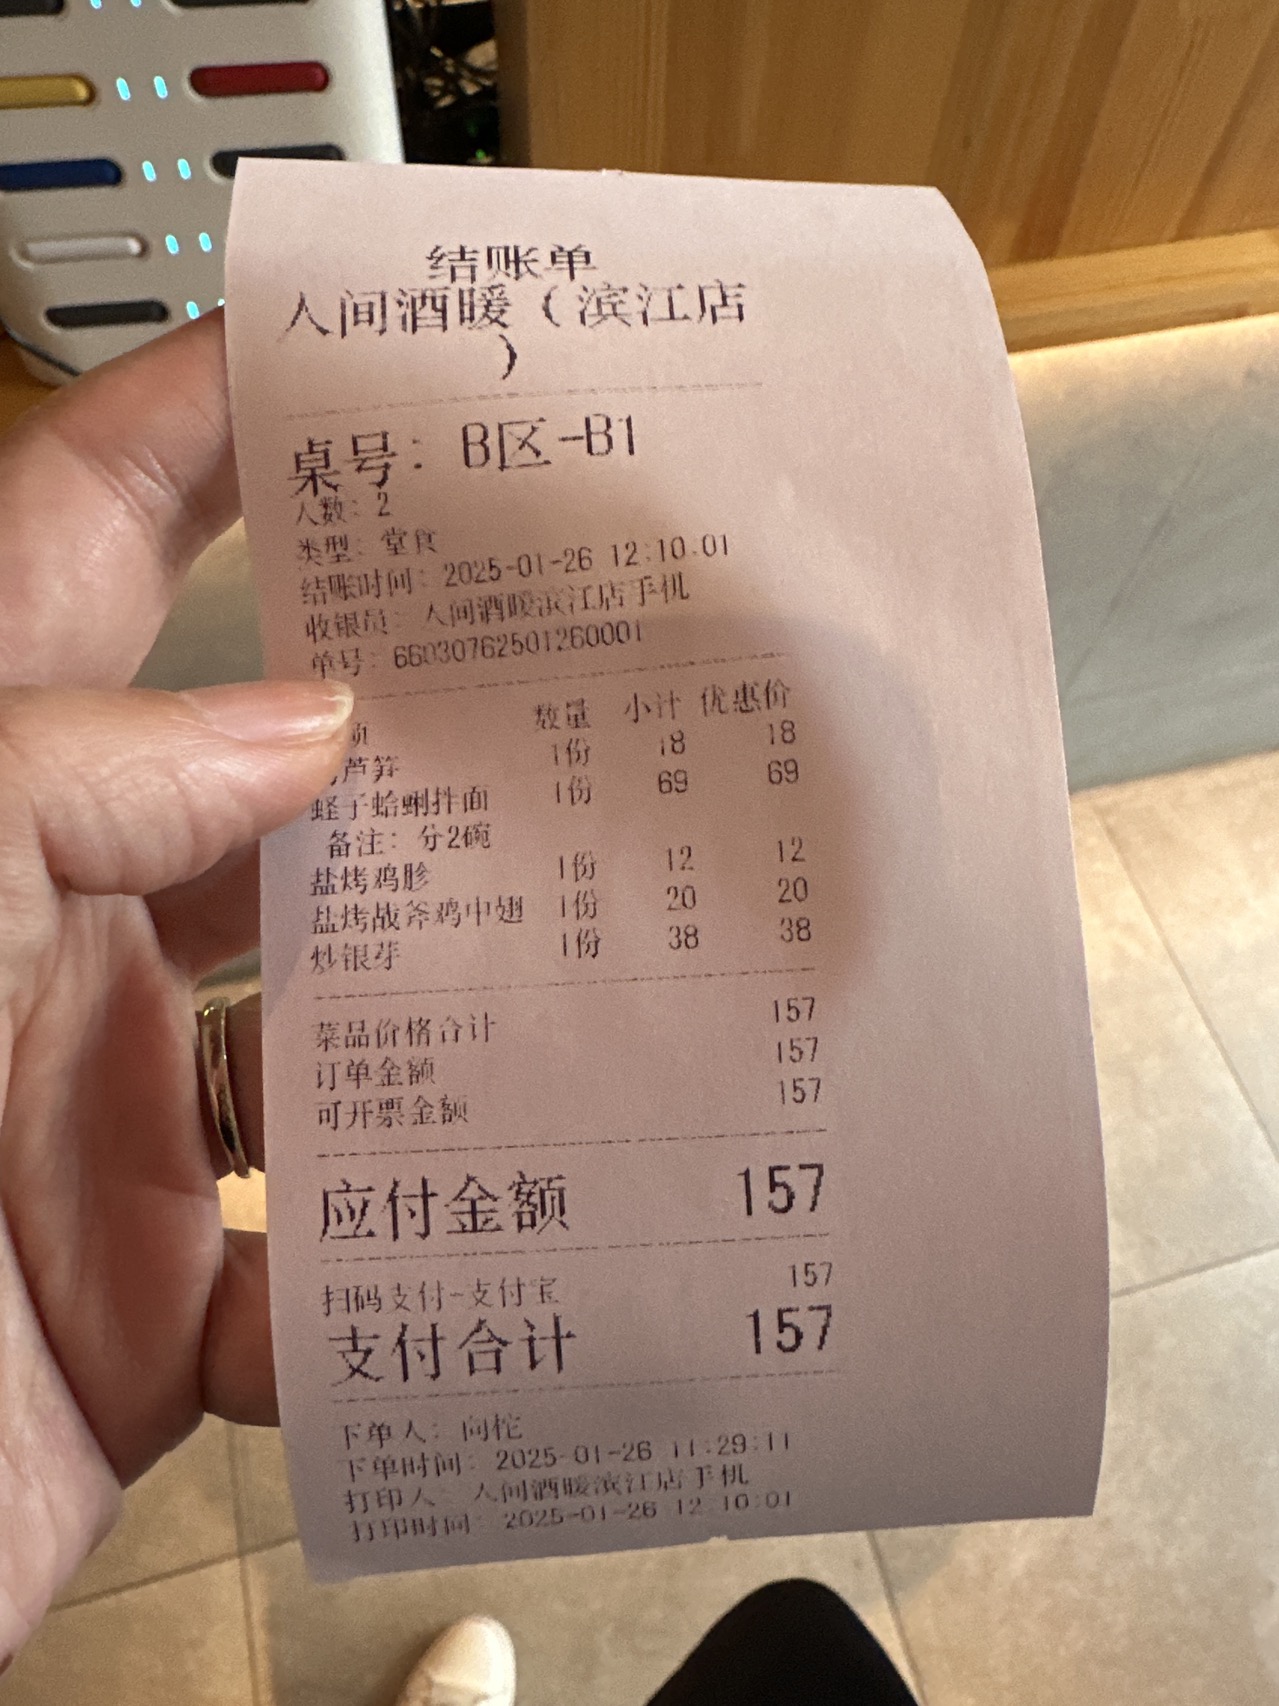 结账单
人间酒暖（滨江店
）
桌号：B区-B1
人数：2
类型：堂食
结账时间：2025-01-26 12:10:01
收银员：人间酒暖滨江店手机
单号：66030762501260001
项 数量 小计 优惠价
芦笋 1份 18 18
蛏子蛤蜊拌面 1份 69 69
备注：分2碗
盐烤鸡胗 1份 12 12
盐烤战斧鸡中翅 1份 20 20
炒银芽 1份 38 38
菜品价格合计 157
订单金额 157
可开票金额 157
应付金额 157
扫码支付-支付宝 157
支付合计 157
下单人：向柁
下单时间：2025-01-26 11:29:11
打印人 人间酒暖滨江店手机
打印时间：2025-01-26 12:10:01